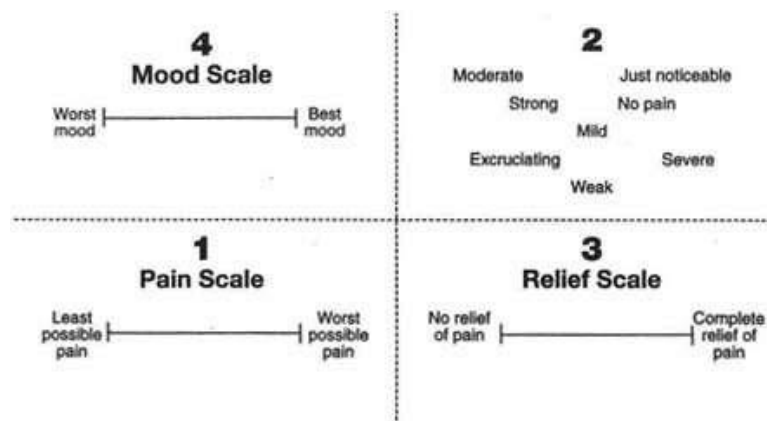 4
Mood Scale
Worst mood
Best mood
2
Moderate Just noticeable
Strong No pain
Mild
Excruciating Severe
Weak
1
Pain Scale
Least possible pain
Worst possible pain
3
Relief Scale
No relief of pain
Complete relief of pain